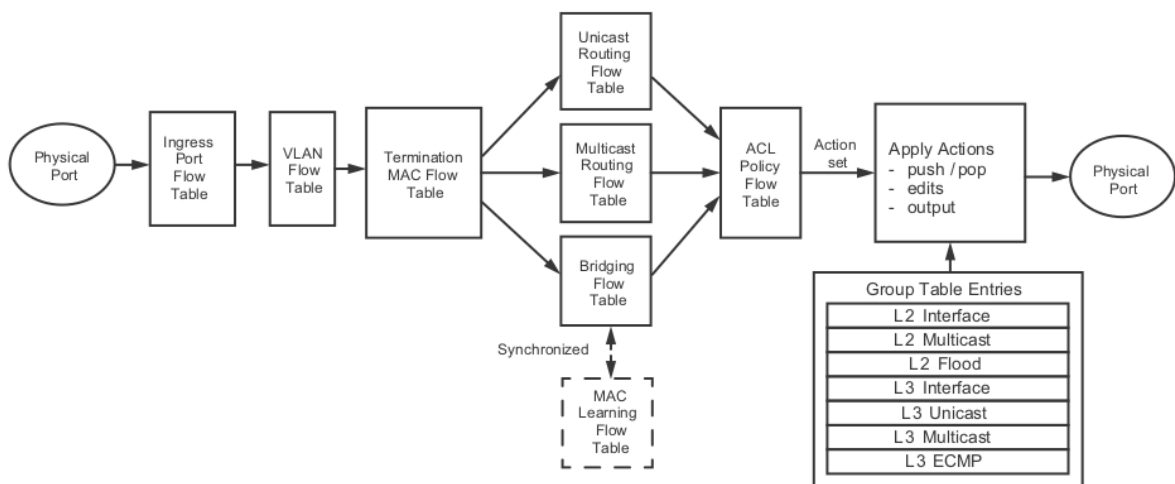 Physical
Port
Ingress
Port
Flow
Table
VLAN
Flow
Table
Termination
MAC Flow
Table
Unicast
Routing
Flow
Table
Multicast
Routing
Flow
Table
Bridging
Flow
Table
Synchronized
MAC
Learning
Flow
Table
ACL
Policy
Flow
Table
Action
set
Apply Actions
- push / pop
- edits
- output
Physical
Port
Group Table Entries
L2 Interface
L2 Multicast
L2 Flood
L3 Interface
L3 Unicast
L3 Multicast
L3 ECMP